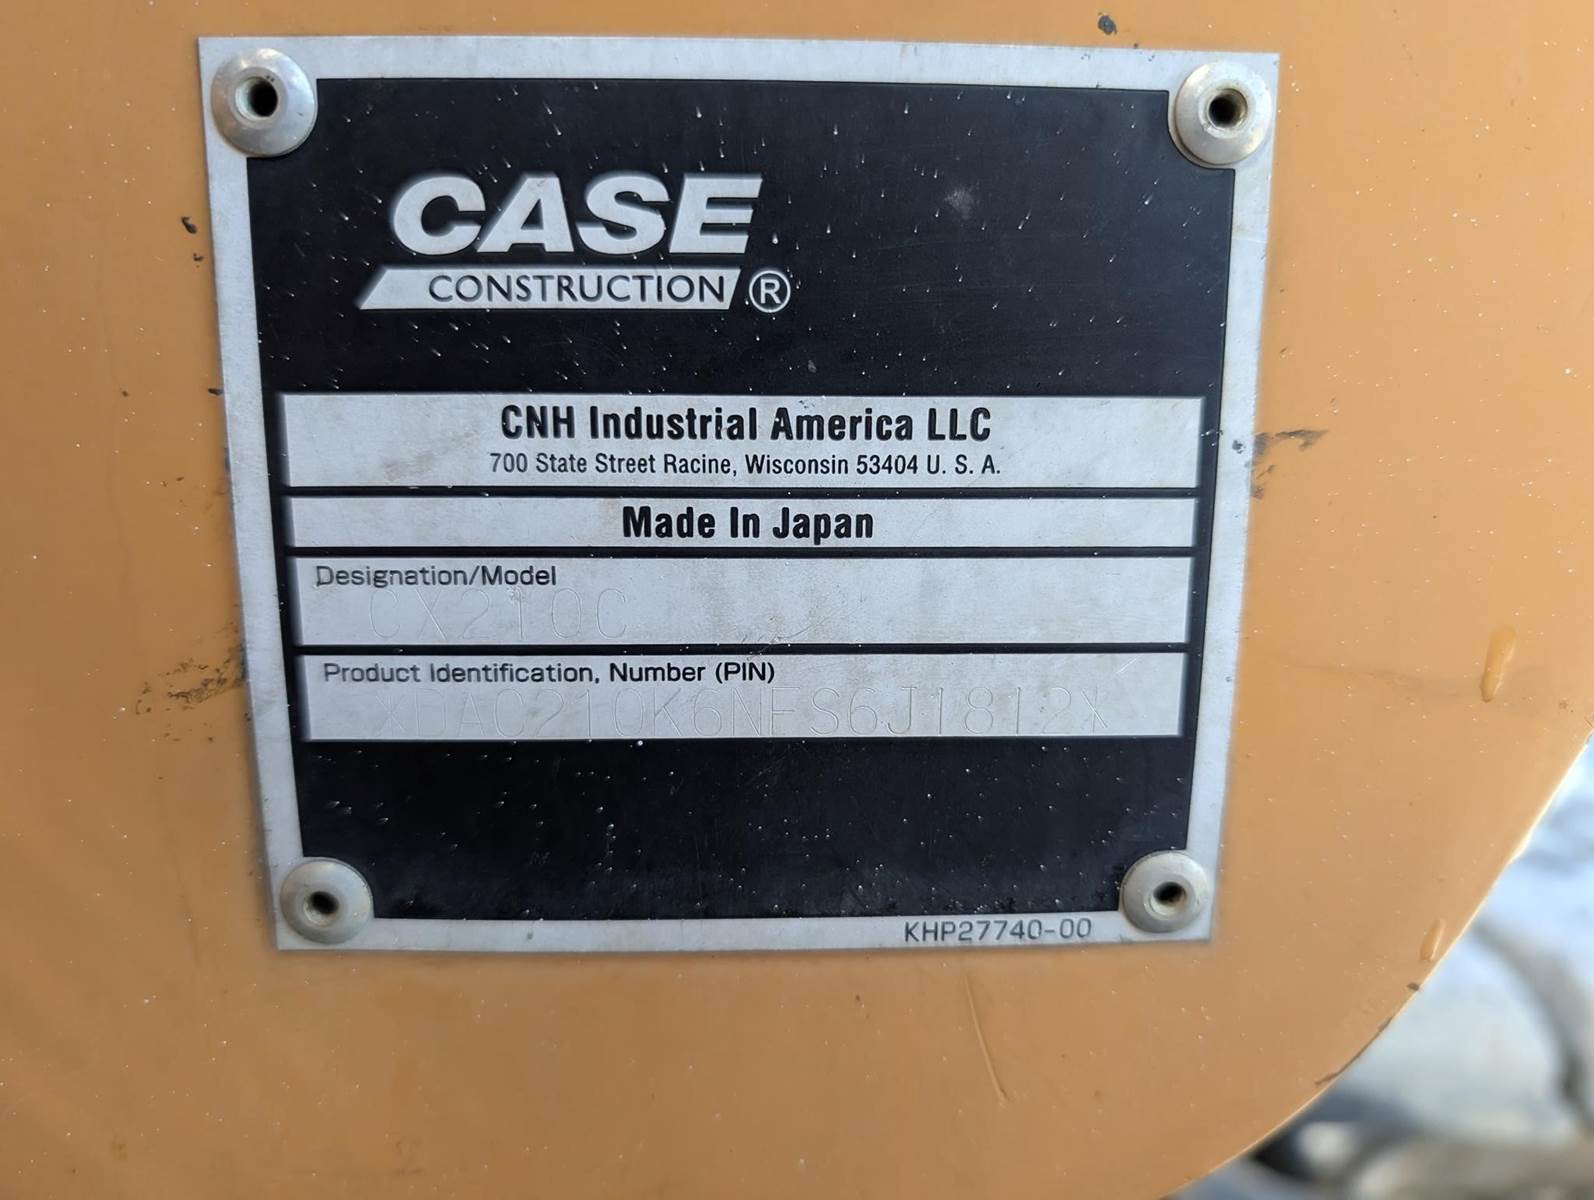 CASE
CONSTRUCTION ®
CNH Industrial America LLC
700 State Street Racine, Wisconsin 53404 U. S. A.
Made In Japan
Designation/Model
CX210C
Product Identification, Number (PIN)
XDAC210K6NFS6J1812X
KHP27740-00